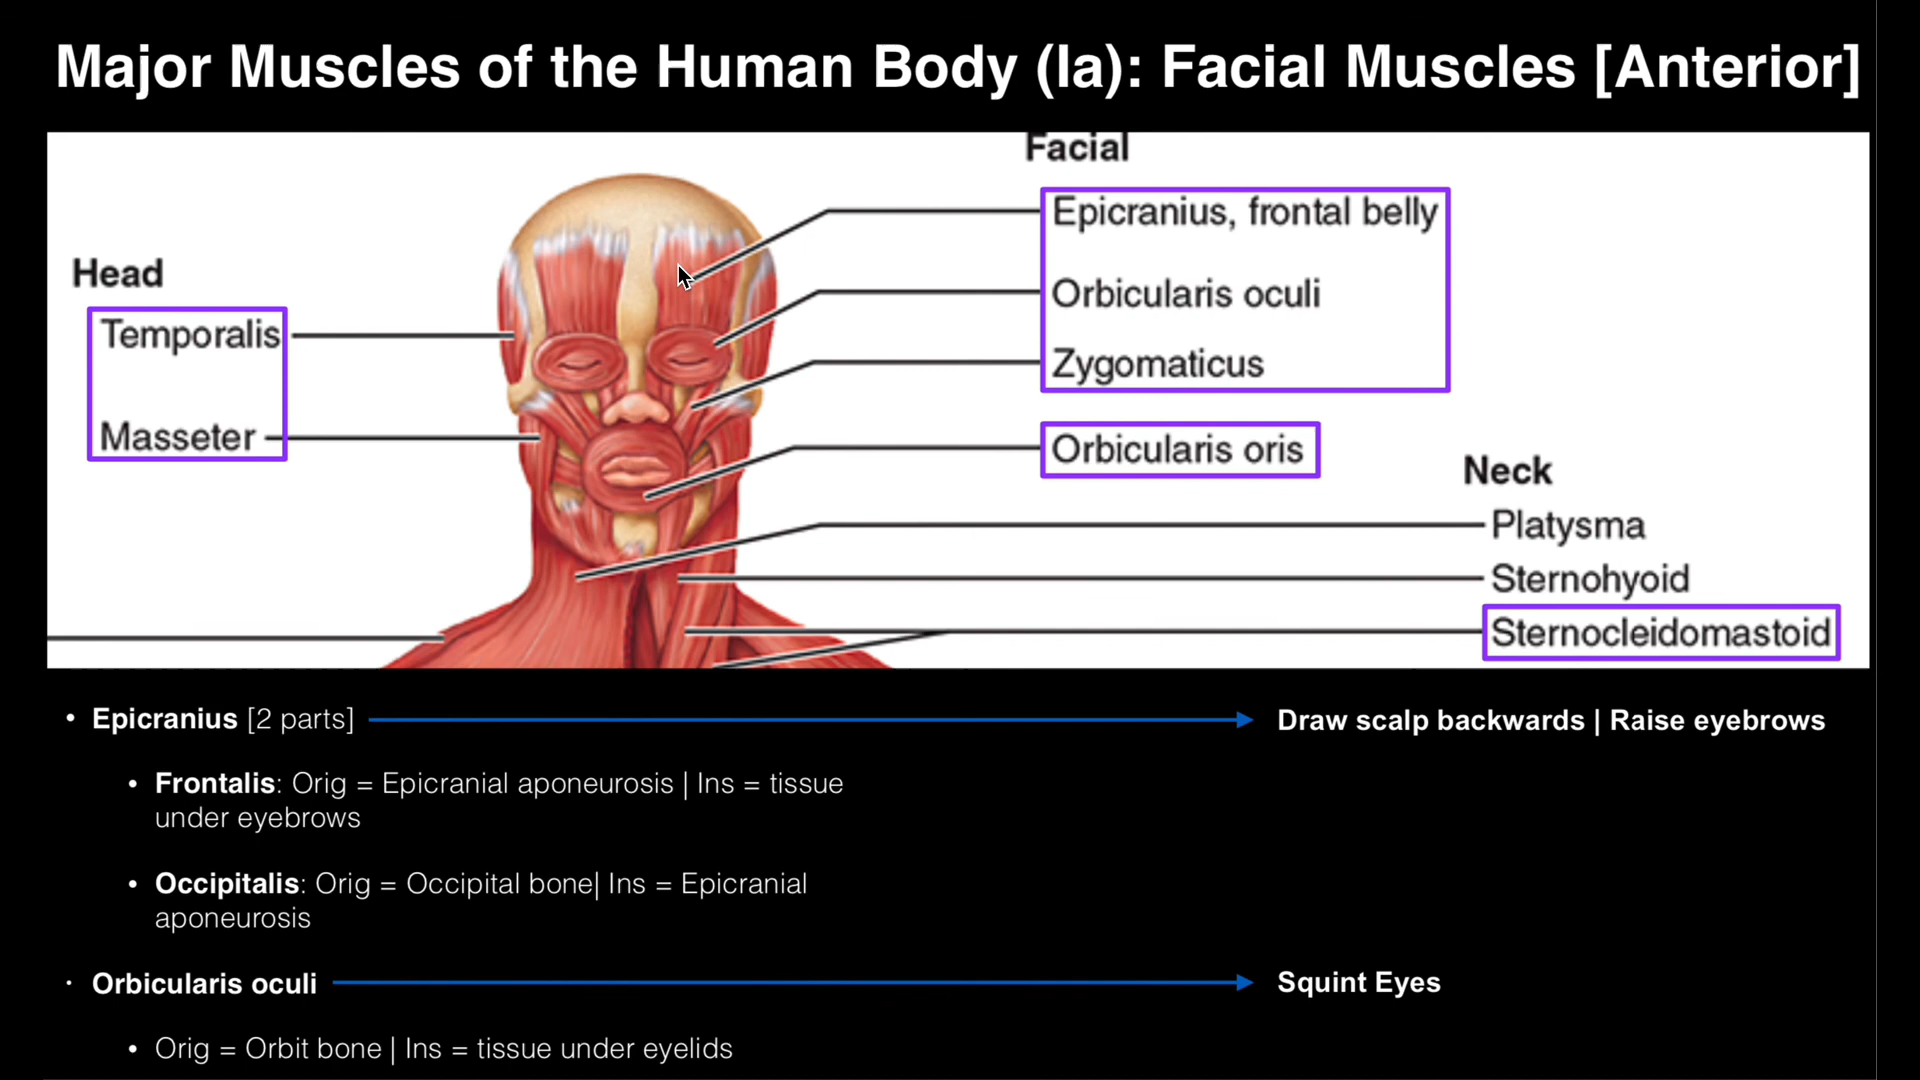 Major Muscles of the Human Body (Ia): Facial Muscles [Anterior]
Facial
Epicranius, frontal belly
Orbicularis oculi
Zygomaticus
Orbicularis oris
Head
Temporalis
Masseter
Neck
Platysma
Sternohyoid
Sternocleidomastoid
• Epicranius [2 parts] Draw scalp backwards | Raise eyebrows
• Frontalis: Orig = Epicranial aponeurosis | Ins = tissue
under eyebrows
• Occipitalis: Orig = Occipital bone| Ins = Epicranial
aponeurosis
• Orbicularis oculi Squint Eyes
• Orig = Orbit bone | Ins = tissue under eyelids